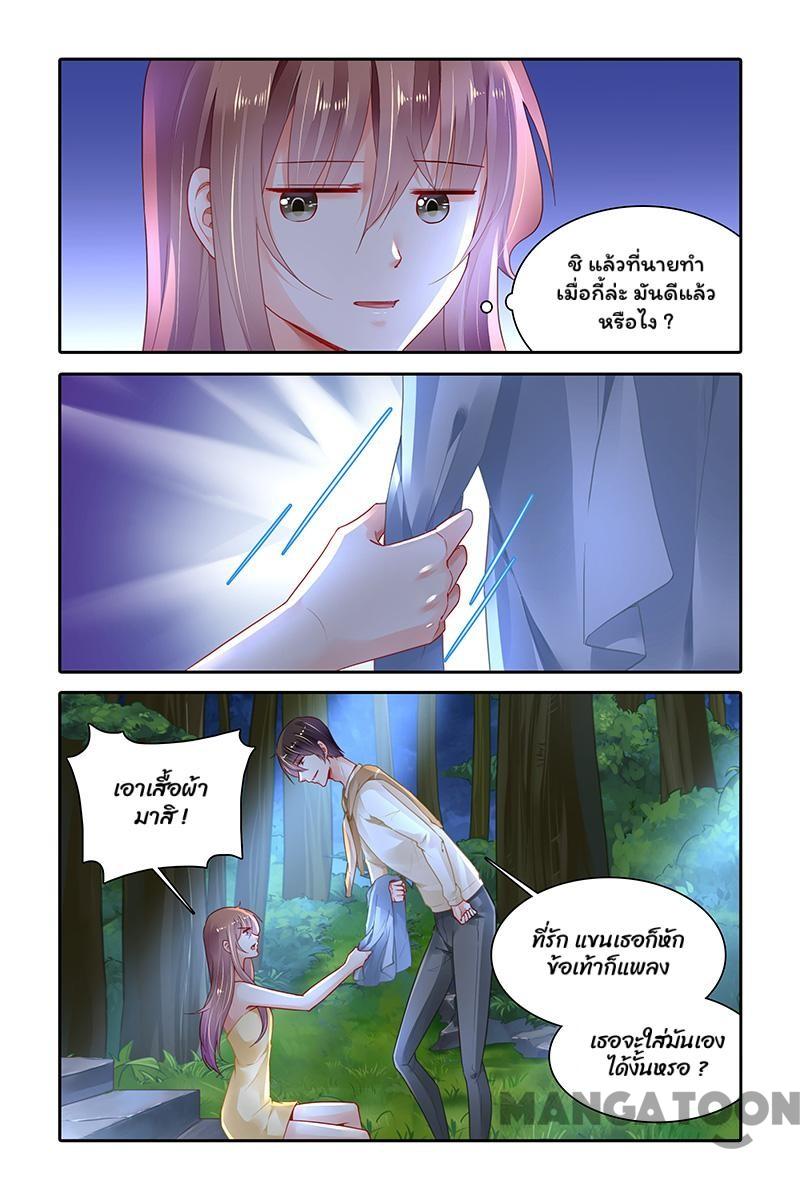 ชิ แล้วที่นายทำ
เมื่อกี้ล่ะ มันดีแล้ว
หรือไง ?
เอาเสื้อผ้า
มาสิ !
ที่รัก แขนเธอก็หัก
ข้อเท้าก็แพลง
เธอจะใส่มันเอง
ได้งั้นหรอ ?
MANGATOON